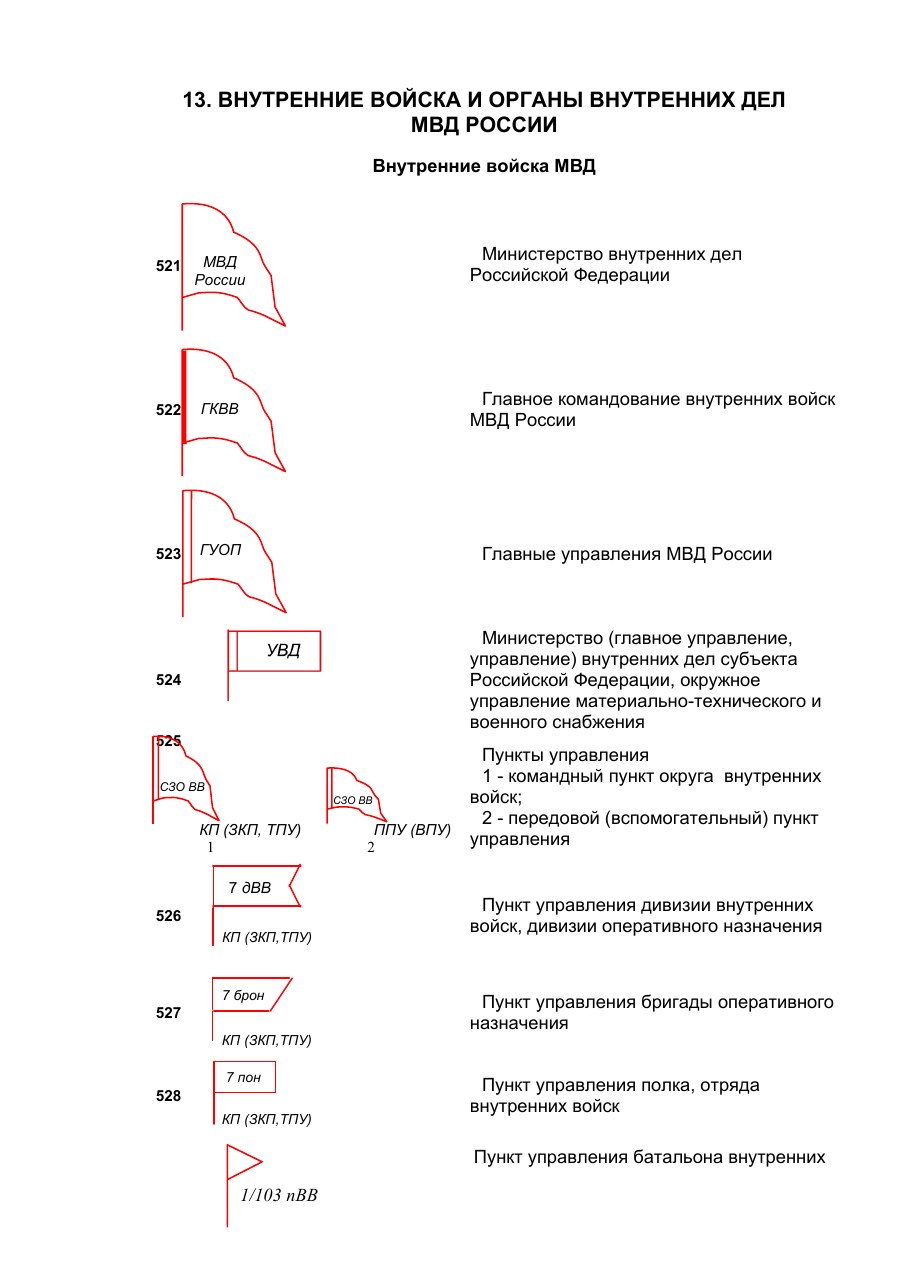 13. ВНУТРЕННИЕ ВОЙСКА И ОРГАНЫ ВНУТРЕННИХ ДЕЛ
МВД РОССИИ
Внутренние войска МВД
521
МВД
России
Министерство внутренних дел
Российской Федерации
522
ГКВВ
Главное командование внутренних войск
МВД России
523
ГУОП
Главные управления МВД России
524
УВД
Министерство (главное управление,
управление) внутренних дел субъекта
Российской Федерации, окружное
управление материально-технического и
военного снабжения
525
СЗО ВВ
КП (ЗКП, ТПУ)
1
СЗО ВВ
ППУ (ВПУ)
2
Пункты управления
1 - командный пункт округа внутренних
войск;
2 - передовой (вспомогательный) пункт
управления
526
7 дВВ
КП (ЗКП,ТПУ)
Пункт управления дивизии внутренних
войск, дивизии оперативного назначения
527
7 брон
КП (ЗКП,ТПУ)
Пункт управления бригады оперативного
назначения
528
7 пон
КП (ЗКП,ТПУ)
Пункт управления полка, отряда
внутренних войск
1/103 пВВ
Пункт управления батальона внутренних